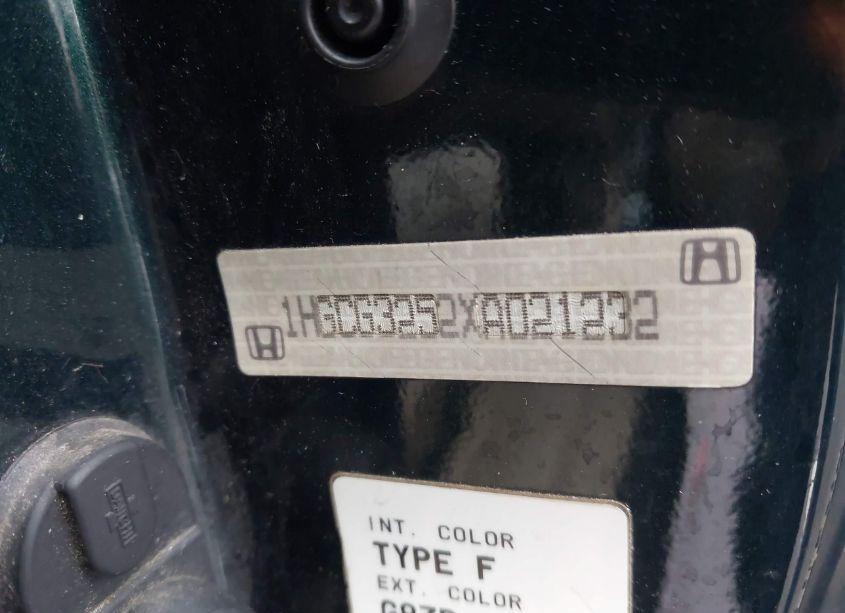 1HGCG3252XA021232
INT. COLOR
TYPE F
EXT. COLOR